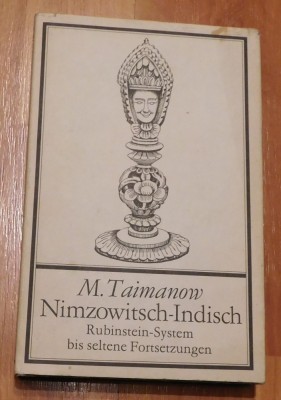 M. Taimanow
Nimzowitsch-Indisch
Rubinstein-System
bis seltene Fortsetzungen